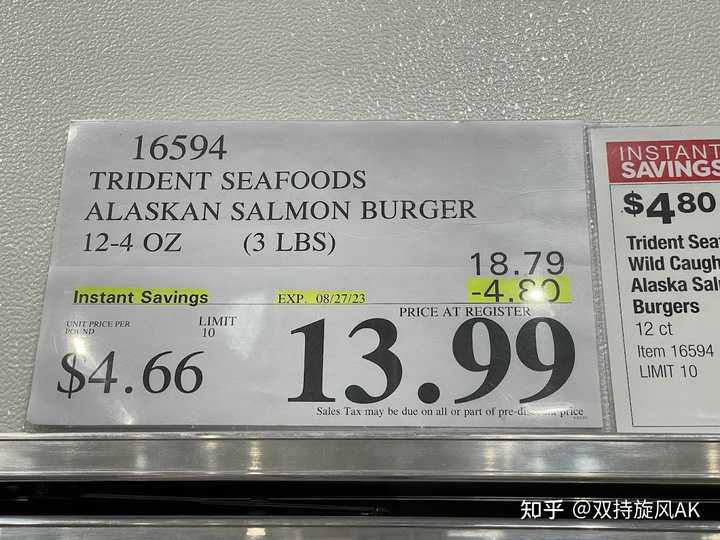 16594
TRIDENT SEAFOODS
ALASKAN SALMON BURGER
12-4 OZ (3 LBS)
18.79
Instant Savings EXP. 08/27/23 -4.80
UNIT PRICE PER POUND
LIMIT 10
PRICE AT REGISTER
$4.66
13.99
Sales Tax may be due on all or part of pre-discount price
INSTANT
SAVINGS
$4 80
Trident Sea
Wild Caugh
Alaska Sal
Burgers
12 ct
Item 16594
LIMIT 10
知乎 @双持旋风AK